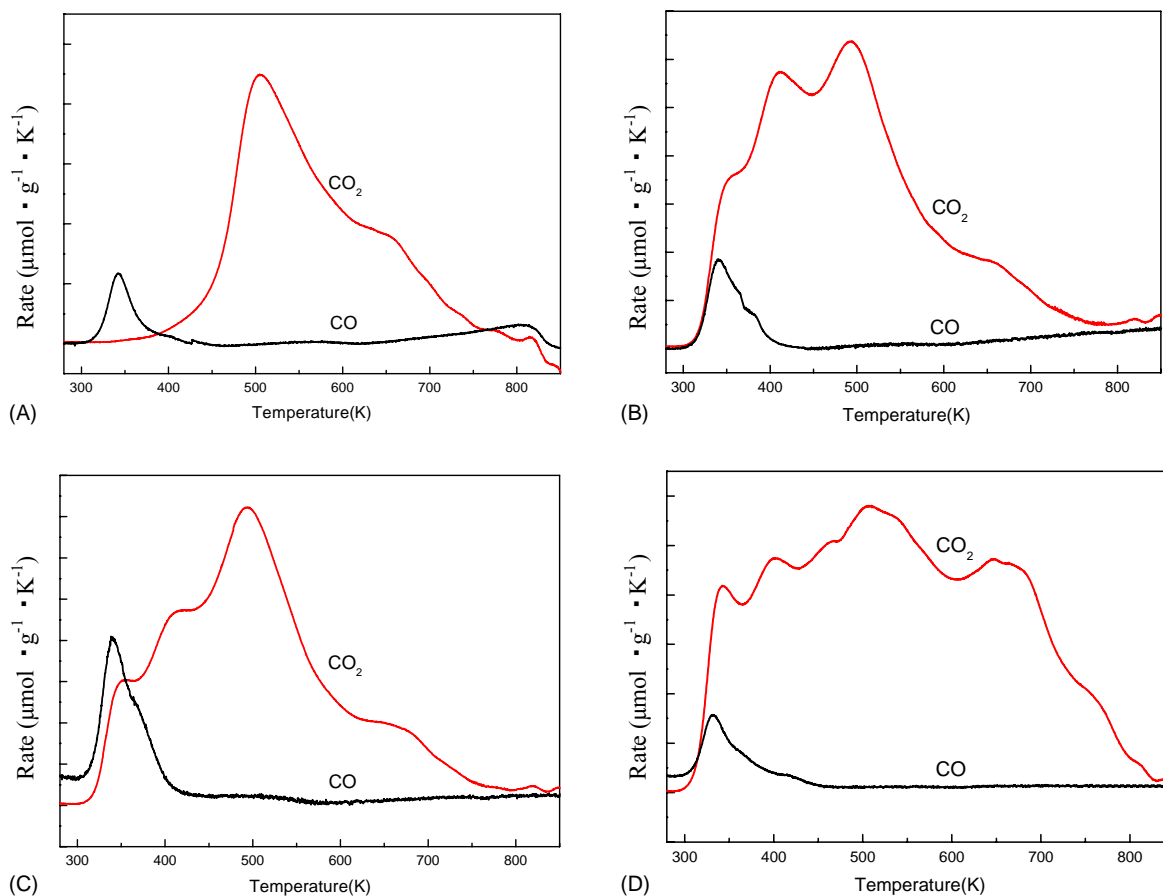 Rate (μmol ▪ g⁻¹ ▪ K⁻¹)
CO₂
CO
300 400 500 600 700 800
Temperature(K)
(A)
Rate (μmol ▪ g⁻¹ ▪ K⁻¹)
CO₂
CO
300 400 500 600 700 800
Temperature(K)
(B)
Rate (μmol ▪ g⁻¹ ▪ K⁻¹)
CO₂
CO
300 400 500 600 700 800
Temperature(K)
(C)
Rate (μmol ▪ g⁻¹ ▪ K⁻¹)
CO₂
CO
300 400 500 600 700 800
Temperature(K)
(D)